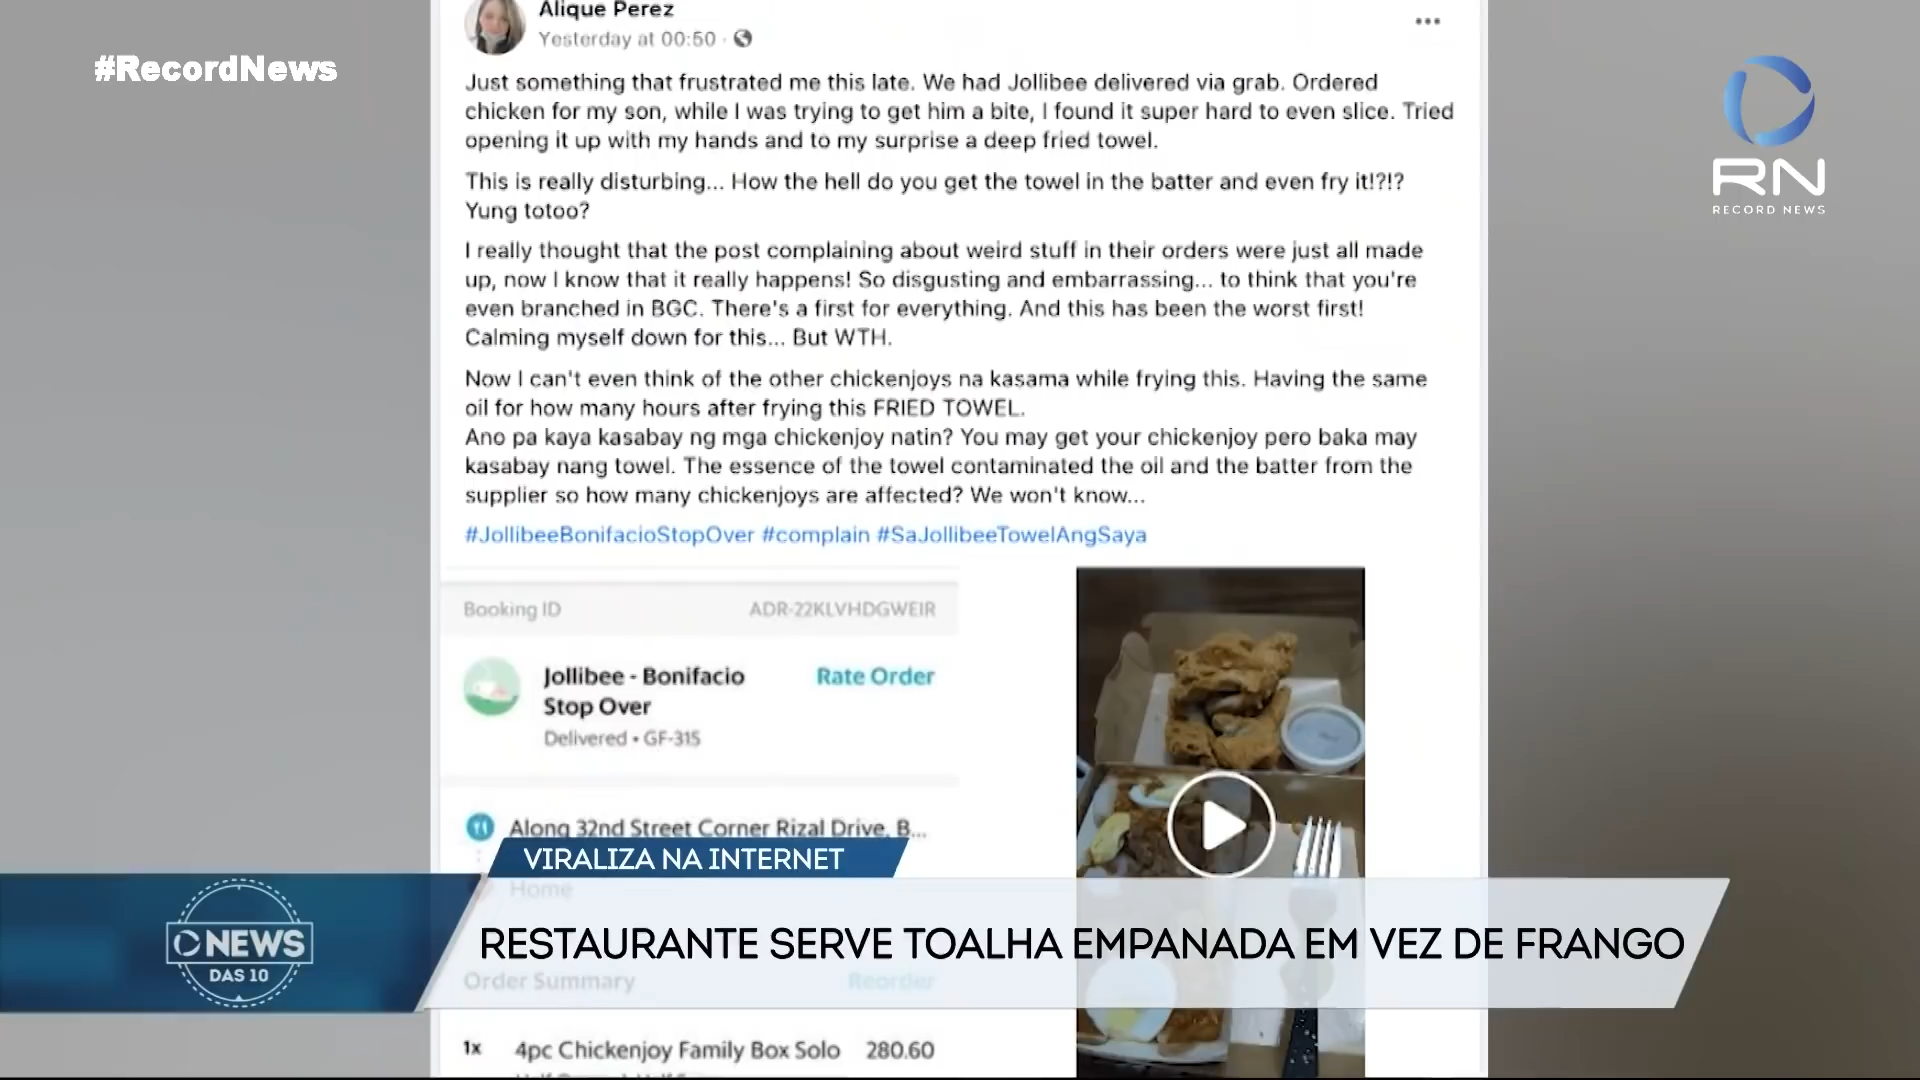 Alique Perez
Yesterday at 00:50
#RecordNews
RN
RECORD NEWS
Just something that frustrated me this late. We had Jollibee delivered via grab. Ordered
chicken for my son, while I was trying to get him a bite, I found it super hard to even slice. Tried
opening it up with my hands and to my surprise a deep fried towel.
This is really disturbing... How the hell do you get the towel in the batter and even fry it!?!?
Yung totoo?
I really thought that the post complaining about weird stuff in their orders were just all made
up, now I know that it really happens! So disgusting and embarrassing... to think that you're
even branched in BGC. There's a first for everything. And this has been the worst first!
Calming myself down for this... But WTH.
Now I can't even think of the other chickenjoys na kasama while frying this. Having the same
oil for how many hours after frying this FRIED TOWEL.
Ano pa kaya kasabay ng mga chickenjoy natin? You may get your chickenjoy pero baka may
kasabay nang towel. The essence of the towel contaminated the oil and the batter from the
supplier so how many chickenjoys are affected? We won't know...
#JollibeeBonifacioStopOver #complain #SaJollibeeTowelAngSaya
Booking ID ADR-22KLVHDGWEIR
Jollibee - Bonifacio Rate Order
Stop Over
Delivered • GF-315
Along 32nd Street Corner Rizal Drive, B...
VIRALIZA NA INTERNET
Home
NEWS
DAS 10
RESTAURANTE SERVE TOALHA EMPANADA EM VEZ DE FRANGO
Order Summary Reorder
1x 4pc Chickenjoy Family Box Solo 280.60